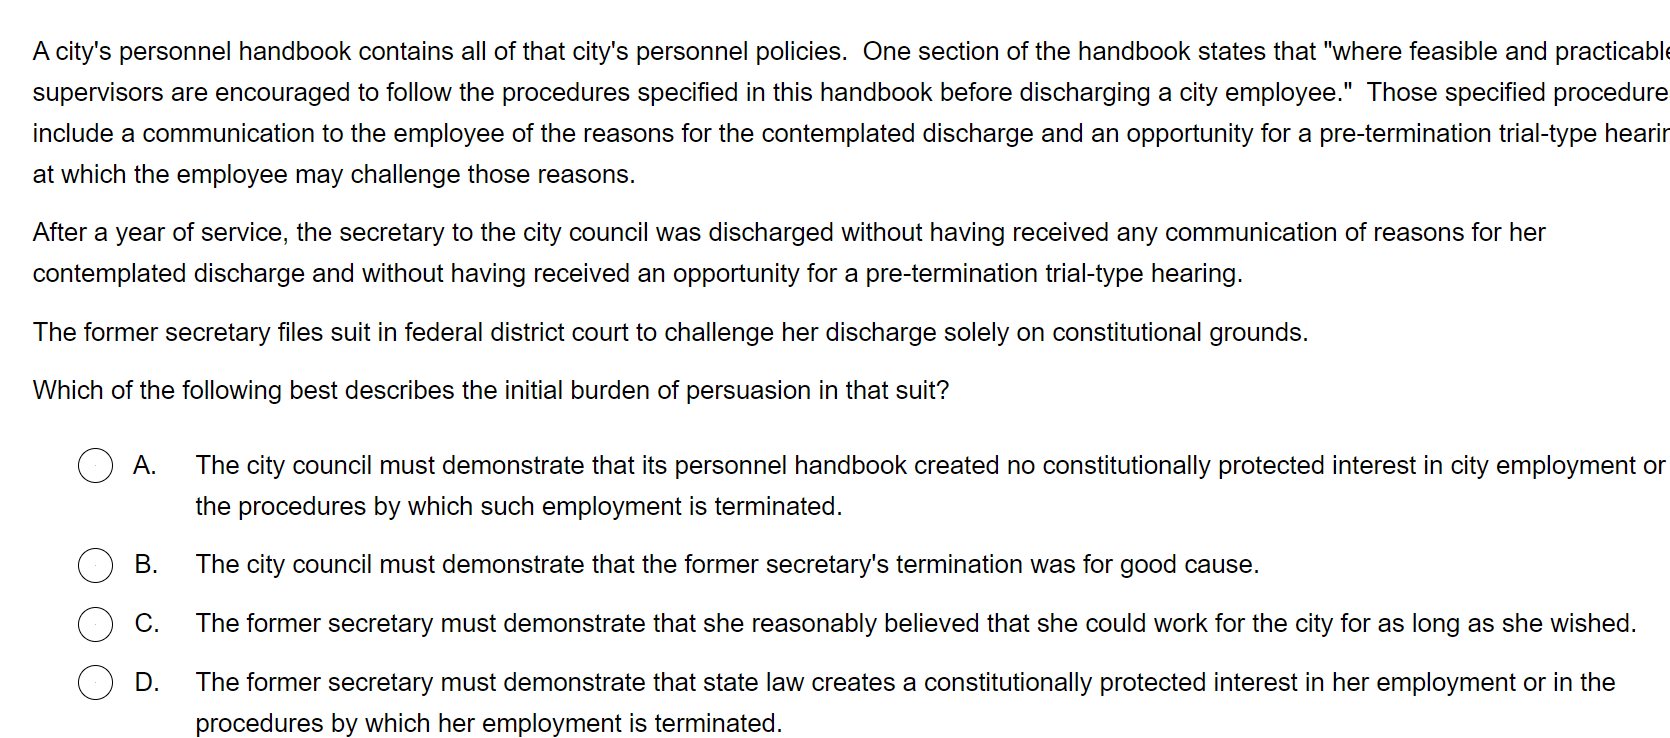 A city's personnel handbook contains all of that city's personnel policies.  One section of the handbook states that "where feasible and practicable
supervisors are encouraged to follow the procedures specified in this handbook before discharging a city employee."  Those specified procedure
include a communication to the employee of the reasons for the contemplated discharge and an opportunity for a pre-termination trial-type
at which the employee may challenge those reasons.
After a year of service, the secretary to the city council was discharged without having received any communication of reasons for her
contemplated discharge and without having received an opportunity for a pre-termination trial-type hearing.
The former secretary files suit in federal district court to challenge her discharge solely on constitutional grounds.
Which of the following best describes the initial burden of persuasion in that suit?
A. The city council must demonstrate that its personnel handbook created no constitutionally protected interest in city employment or
the procedures by which such employment is terminated.
B. The city council must demonstrate that the former secretary's termination was for good cause.
C. The former secretary must demonstrate that she reasonably believed that she could work for the city for as long as she wished.
D. The former secretary must demonstrate that state law creates a constitutionally protected interest in her employment or in the
procedures by which her employment is terminated.